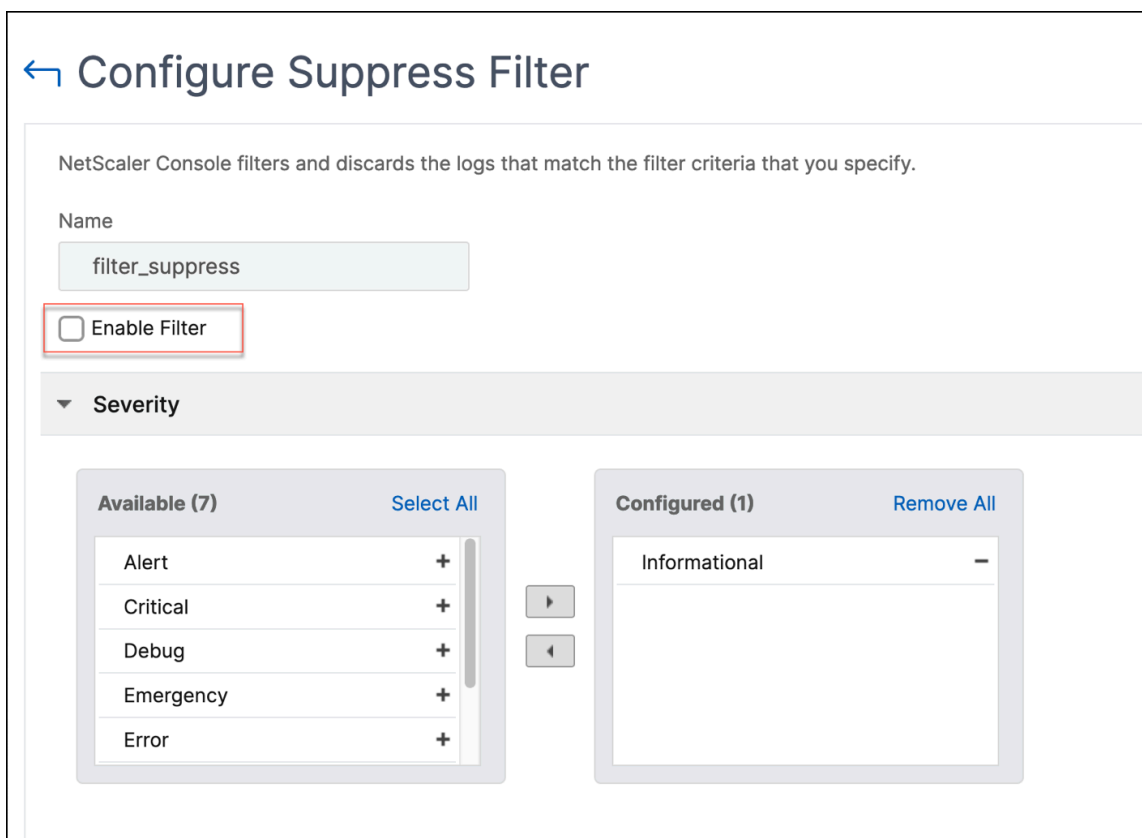 Configure Suppress Filter
NetScaler Console filters and discards the logs that match the filter criteria that you specify.
Name
filter_suppress
Enable Filter
Severity
Available (7) Select All
Configured (1) Remove All
Alert +
Informational −
Critical +
Debug +
Emergency +
Error +